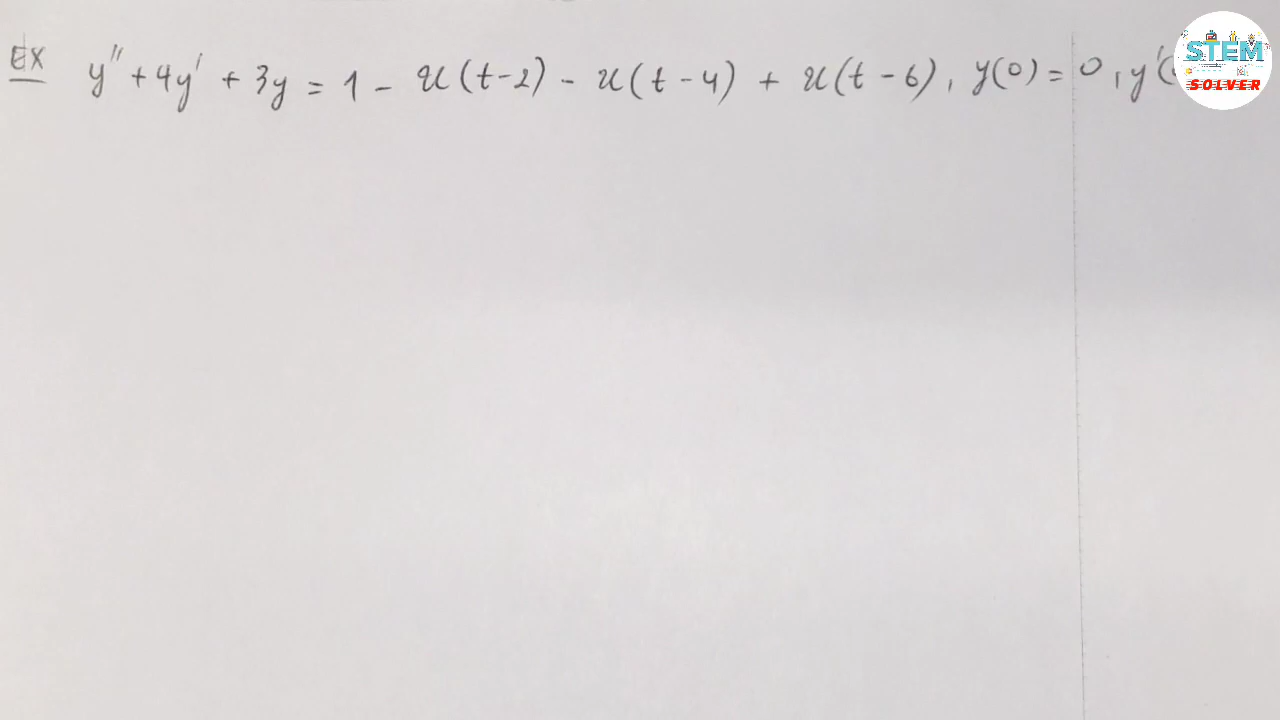 Ex y'' + 4y' + 3y = 1 - u(t-2) - u(t-4) + u(t-6), y(0) = 0, y'(
STEM
SOLVER